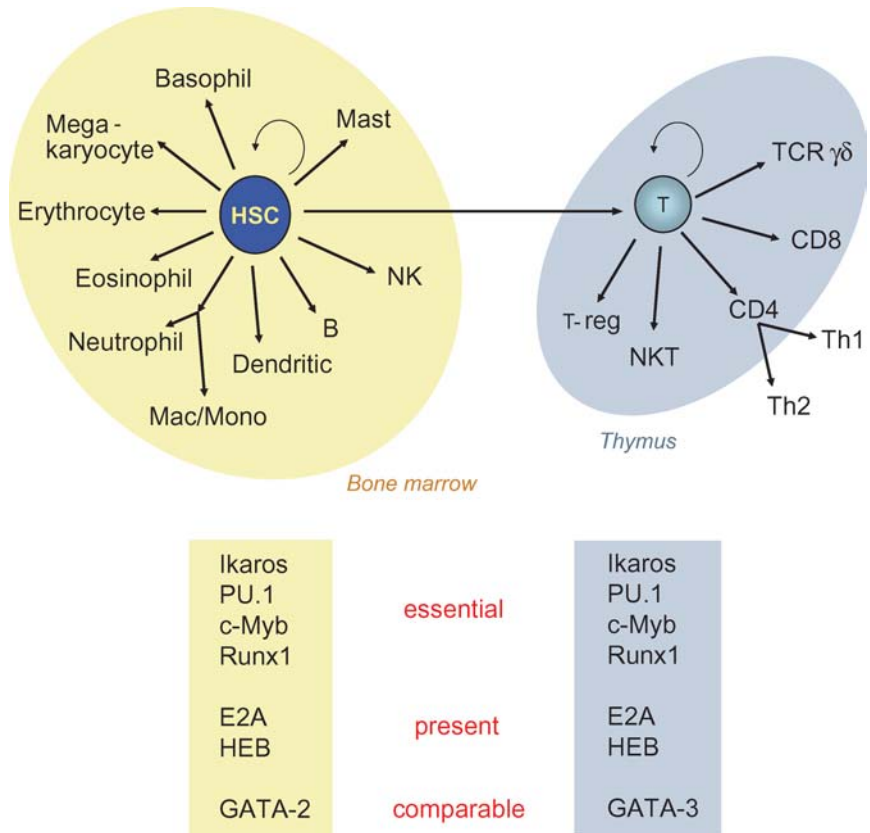 Basophil
Mega-
karyocyte
Mast
Erythrocyte
HSC
Eosinophil
NK
Neutrophil
B
Dendritic
Mac/Mono
Bone marrow
TCR γδ
T
CD8
T-reg
CD4
NKT
Th1
Th2
Thymus
Ikaros
PU.1
c-Myb
Runx1
essential
Ikaros
PU.1
c-Myb
Runx1
E2A
HEB
present
E2A
HEB
GATA-2
comparable
GATA-3